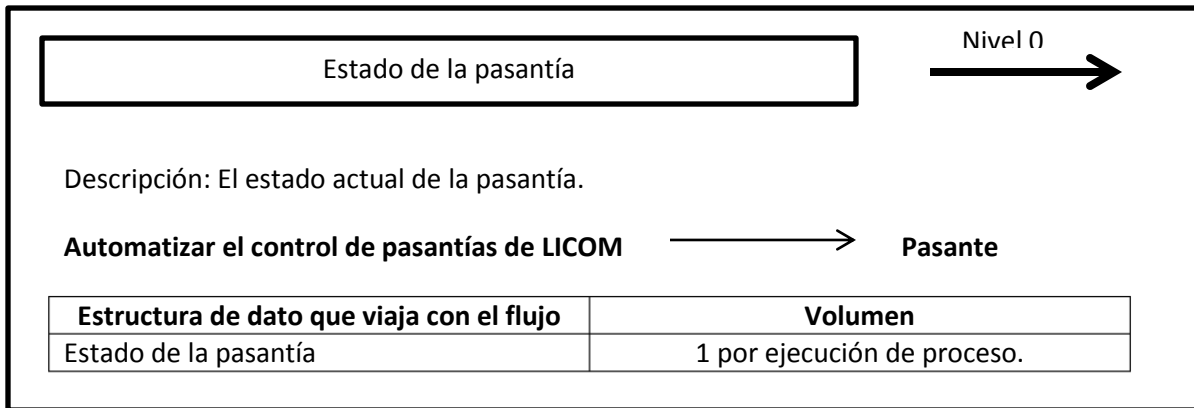 Nivel 0
Estado de la pasantía
Descripción: El estado actual de la pasantía.
Automatizar el control de pasantías de LICOM Pasante
Estructura de dato que viaja con el flujo Volumen
Estado de la pasantía 1 por ejecución de proceso.